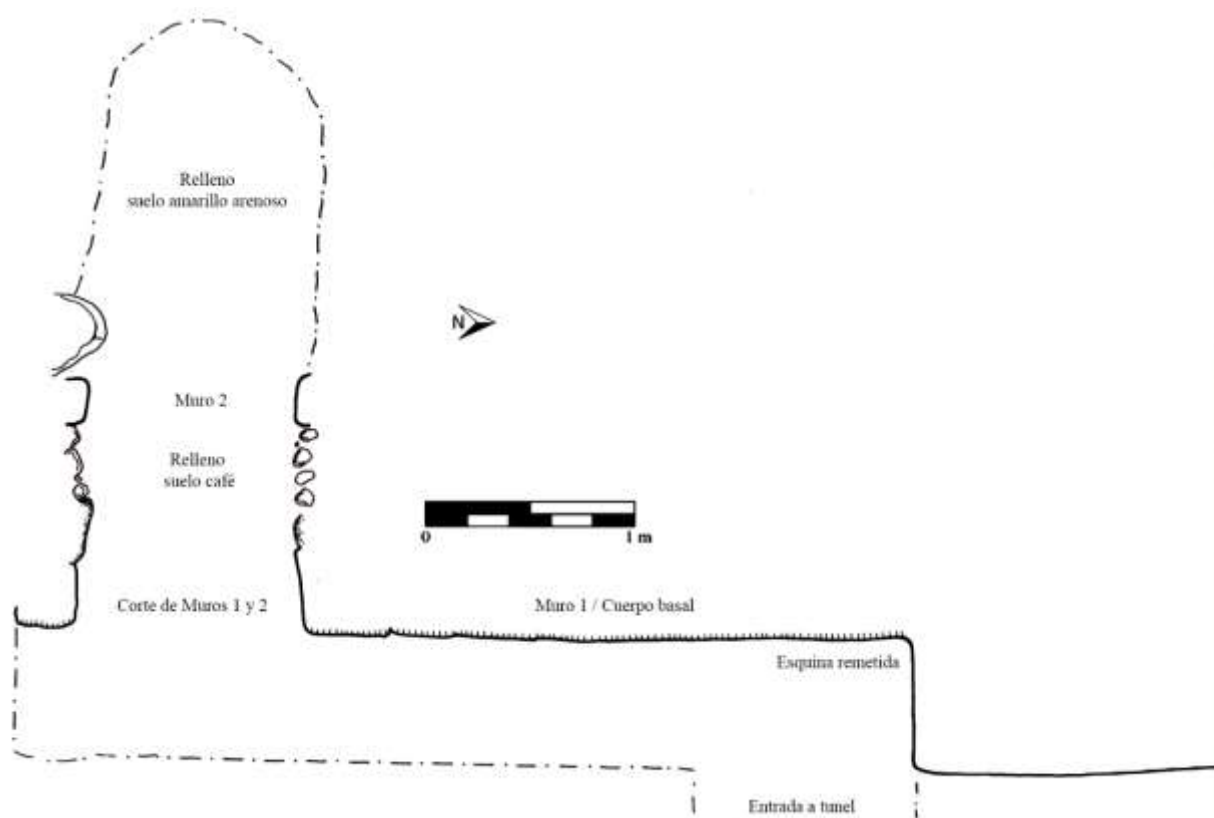 Relleno
suelo amarillo arenoso
N
Muro 2
Relleno
suelo café
0 1 m
Corte de Muros 1 y 2
Muro 1 / Cuerpo basal
Esquina remetida
Entrada a tunel